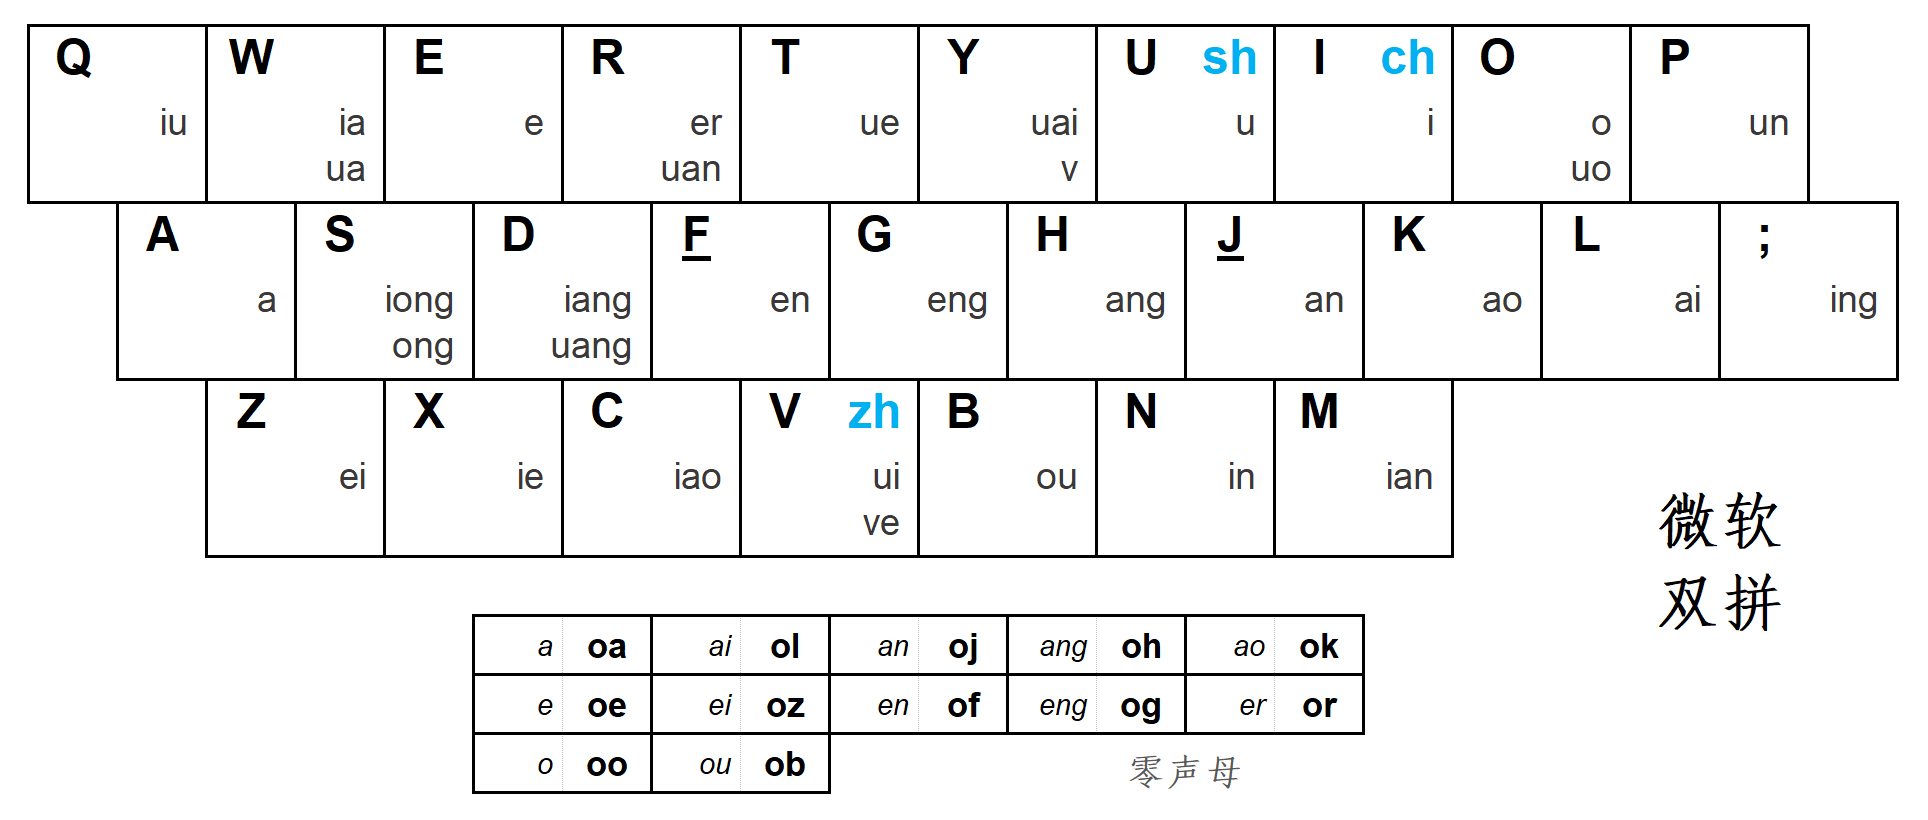 Q W E R T Y U sh I ch O P
iu ia e er ue uai u i o un
ua uan v uo
A S D F G H J K L ;
a iong iang en eng ang an ao ai ing
ong uang
Z X C V zh B N M
ei ie iao ui ou in ian
ve
微软
双拼
a oa ai ol an oj ang oh ao ok
e oe ei oz en of eng og er or
o oo ou ob
零声母